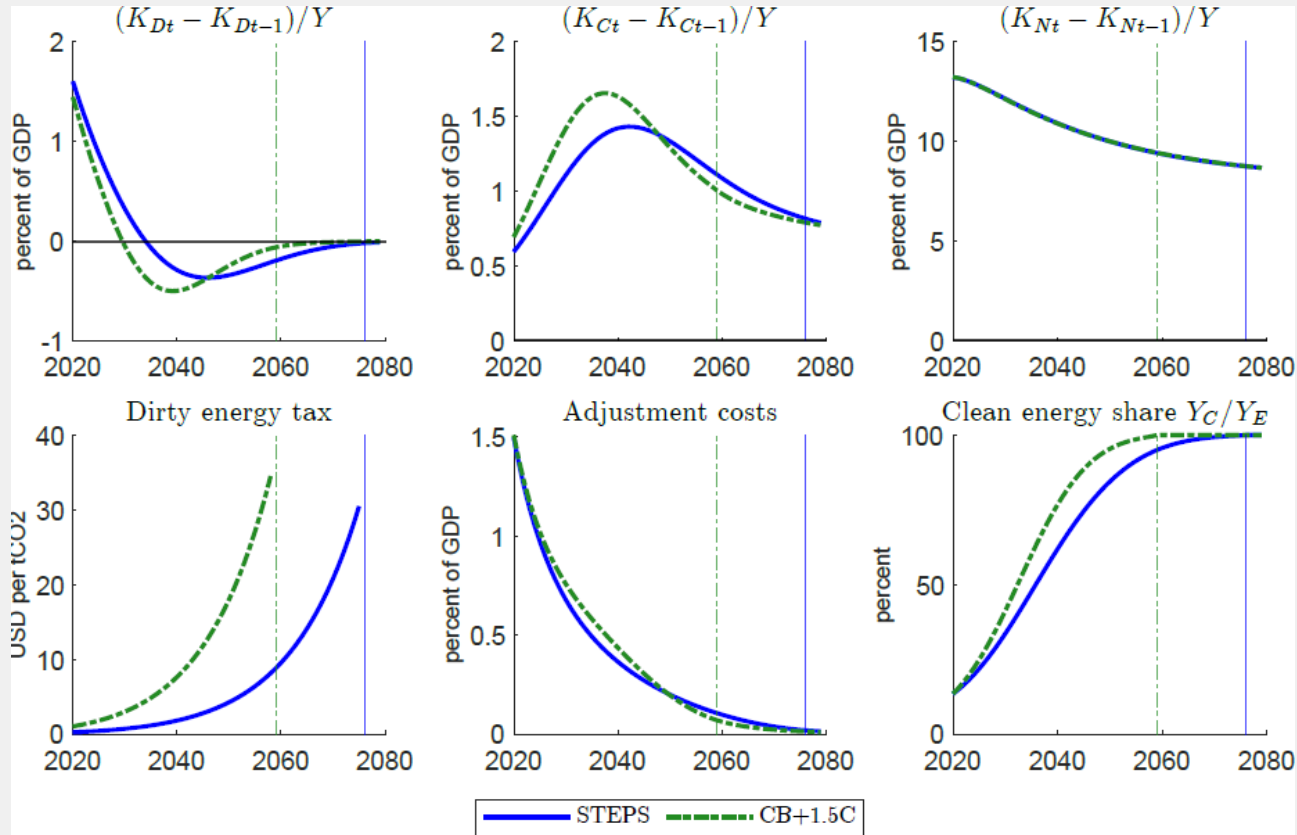 (K_{Dt} − K_{Dt−1})/Y
percent of GDP
2
1
0
-1
2020 2040 2060 2080
(K_{Ct} − K_{Ct−1})/Y
percent of GDP
2
1.5
1
0.5
0
2020 2040 2060 2080
(K_{Nt} − K_{Nt−1})/Y
percent of GDP
15
10
5
0
2020 2040 2060 2080
Dirty energy tax
USD per tCO2
40
30
20
10
0
2020 2040 2060 2080
Adjustment costs
percent of GDP
1.5
1
0.5
0
2020 2040 2060 2080
Clean energy share Y_C/Y_E
percent
100
50
0
2020 2040 2060 2080
STEPS CB+1.5C